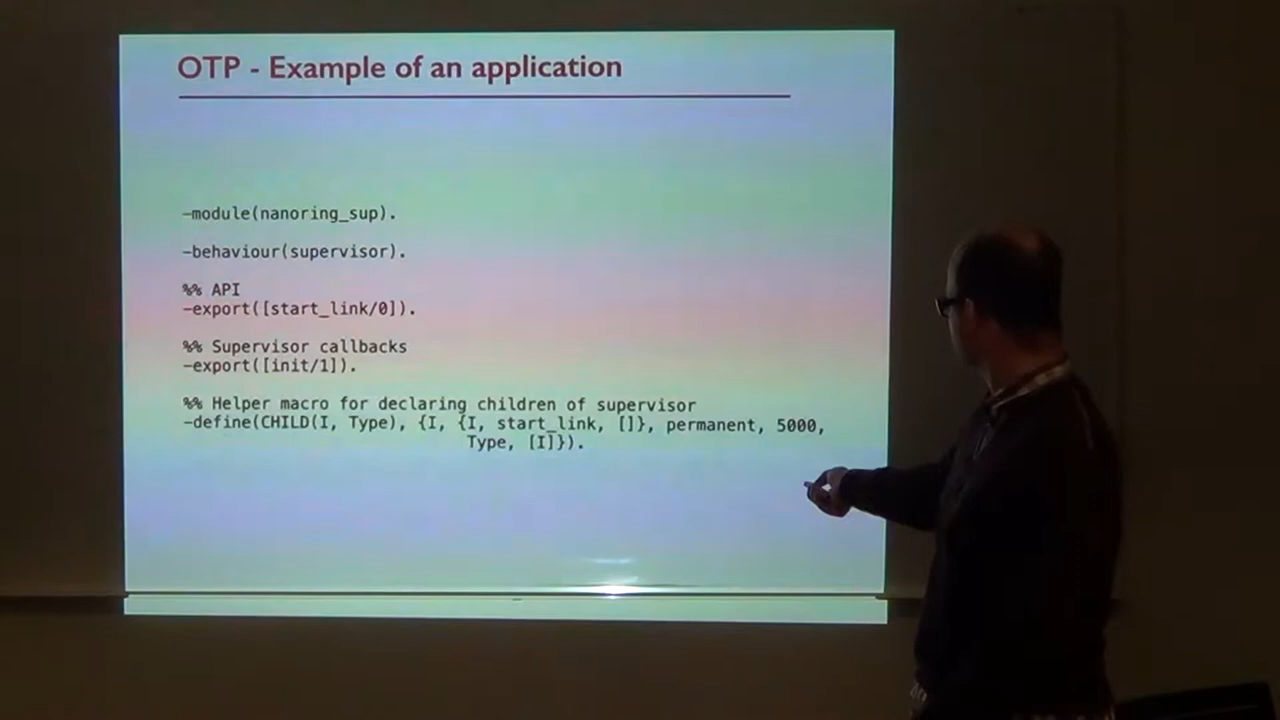 OTP - Example of an application
-module(nanoring_sup).
-behaviour(supervisor).
%% API
-export([start_link/0]).
%% Supervisor callbacks
-export([init/1]).
%% Helper macro for declaring children of supervisor
-define(CHILD(I, Type), {I, {I, start_link, []}, permanent, 5000,
Type, [I]}).